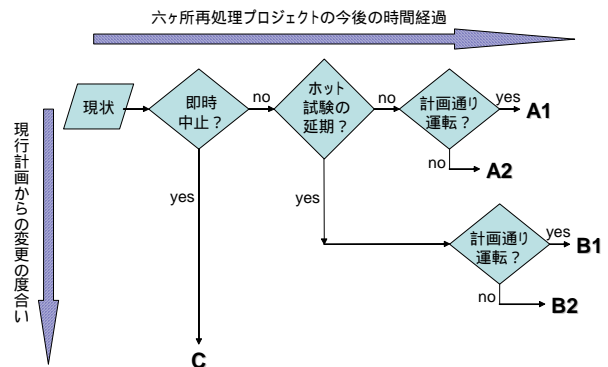 六ヶ所再処理プロジェクトの今後の時間経過
現行計画からの変更の度合い
現状
即時
中止？
no
ホット
試験の
延期？
no
計画通り
運転？
yes
A1
no
A2
yes
yes
計画通り
運転？
yes
B1
no
B2
C